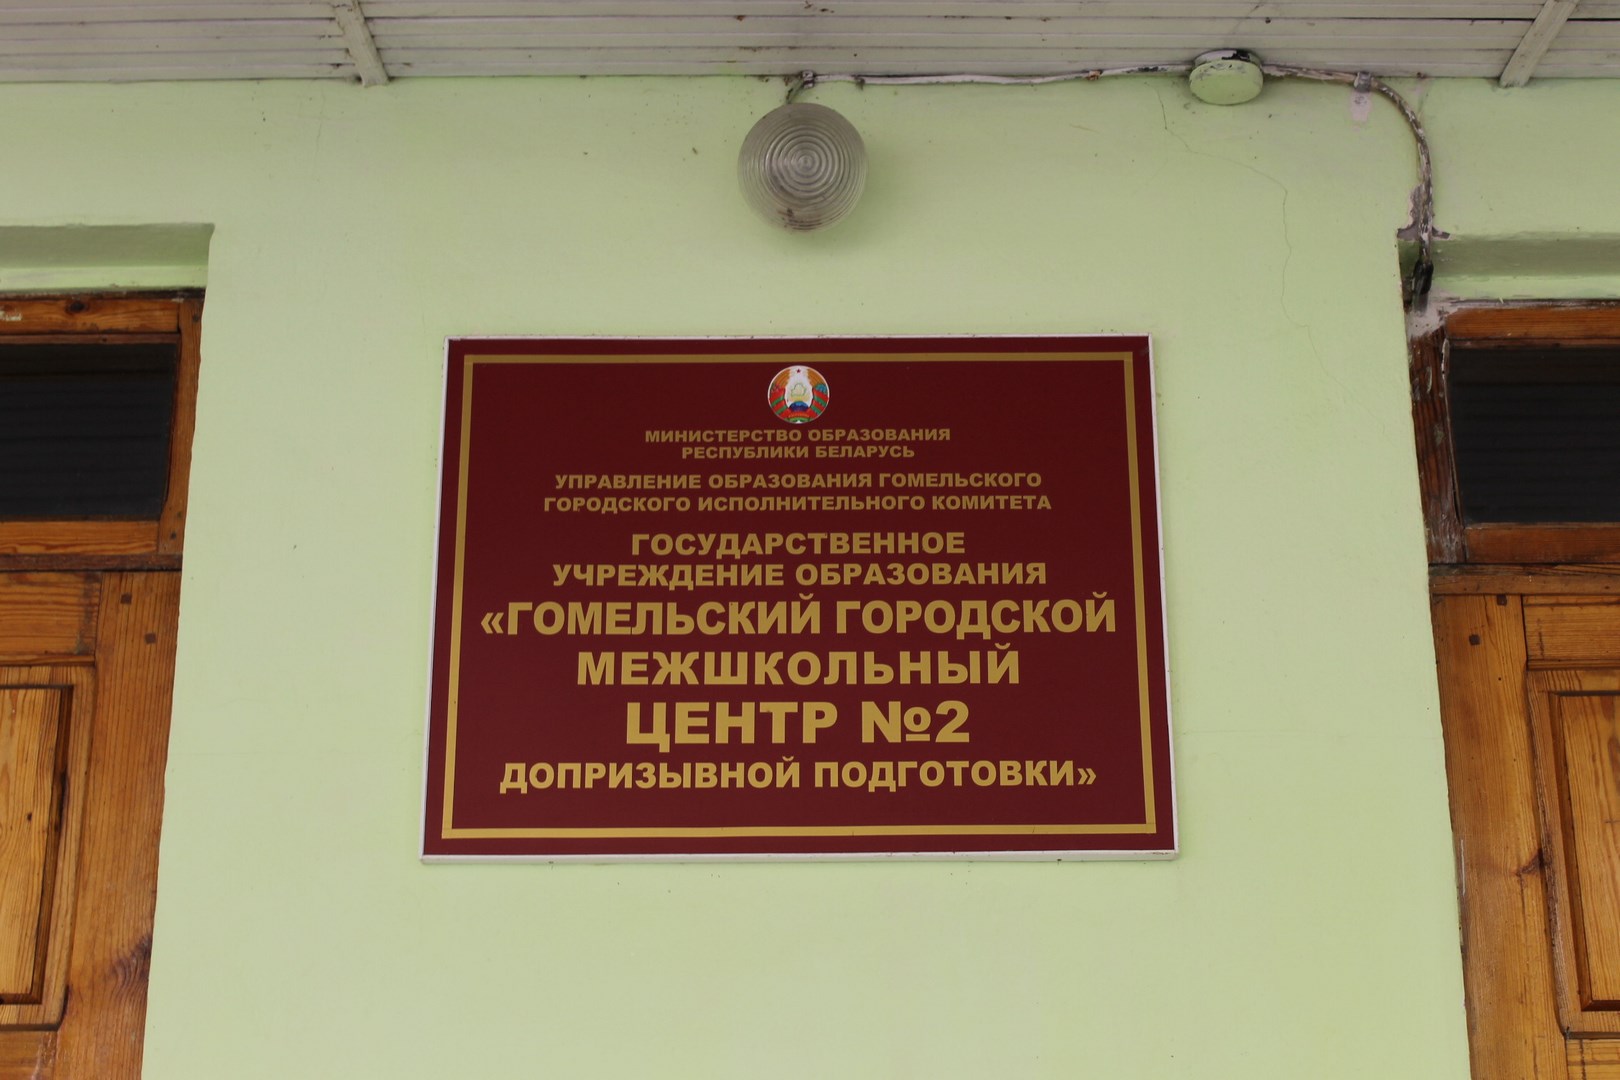 МИНИСТЕРСТВО ОБРАЗОВАНИЯ
РЕСПУБЛИКИ БЕЛАРУСЬ
УПРАВЛЕНИЕ ОБРАЗОВАНИЯ ГОМЕЛЬСКОГО
ГОРОДСКОГО ИСПОЛНИТЕЛЬНОГО КОМИТЕТА
ГОСУДАРСТВЕННОЕ
УЧРЕЖДЕНИЕ ОБРАЗОВАНИЯ
«ГОМЕЛЬСКИЙ ГОРОДСКОЙ
МЕЖШКОЛЬНЫЙ
ЦЕНТР №2
ДОПРИЗЫВНОЙ ПОДГОТОВКИ»